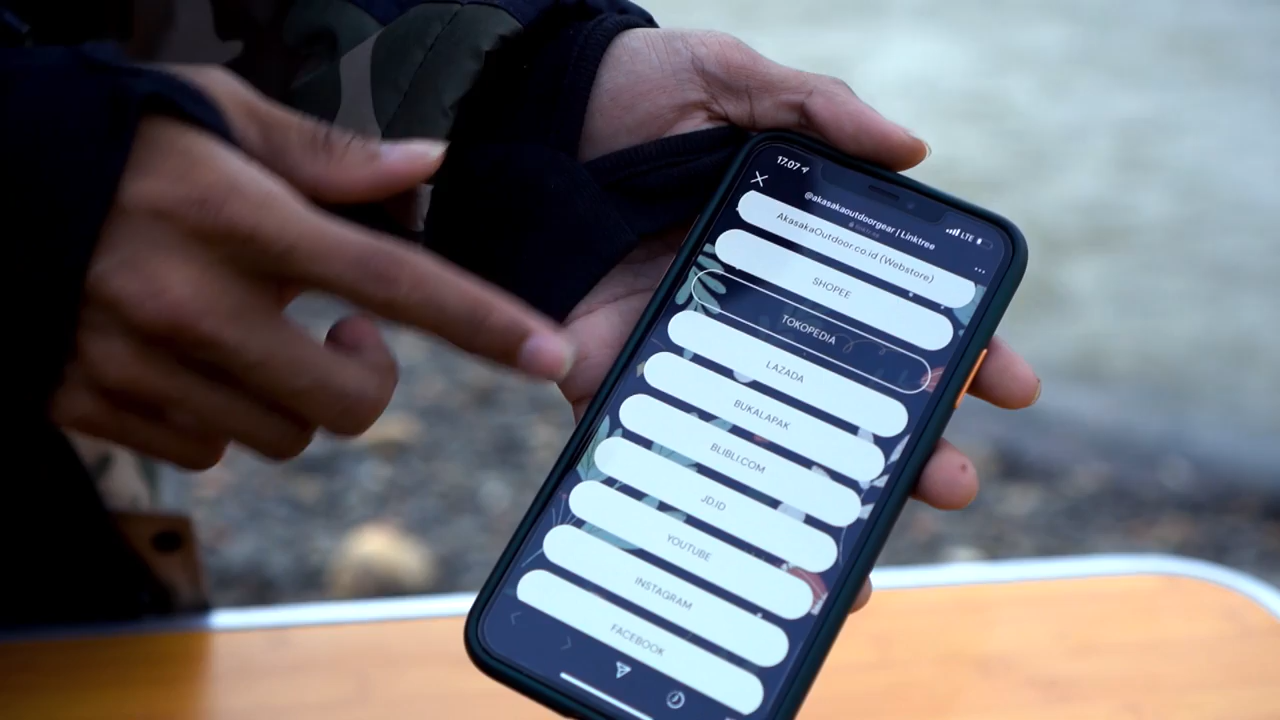 17.07
@akasakaoutdoorgear | Linktree
LTE
AkasakaOutdoor.co.id (Webstore)
SHOPEE
TOKOPEDIA
LAZADA
BUKALAPAK
BLIBLI.COM
JD.ID
YOUTUBE
INSTAGRAM
FACEBOOK